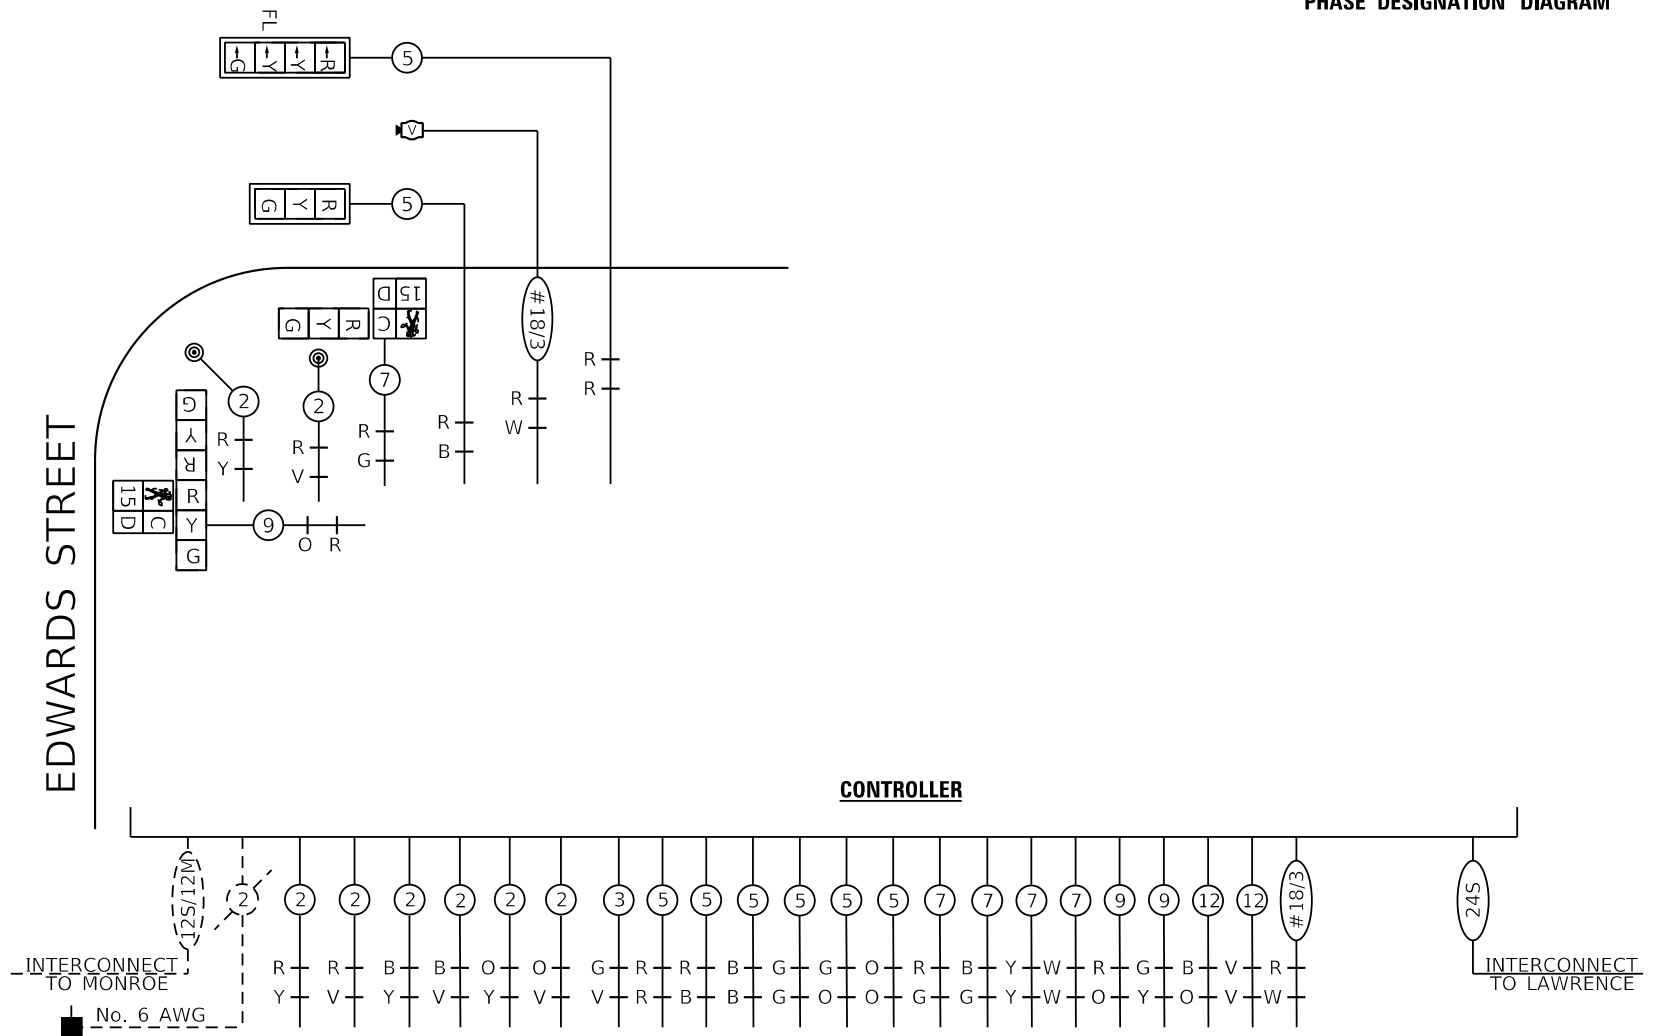 PHASE DESIGNATION DIAGRAM
FL
G Y Y R
5
V
G Y R
5
D 15
C
G Y R
# 18/3
7
2
2
R
R
R
W
R
B
R
G
R
V
R
Y
G
Y
R
R
Y
G
15 D
C
9
O R
EDWARDS STREET
CONTROLLER
12S/12M 2 2 2 2 2 2 2 3 5 5 5 5 5 5 7 7 7 7 9 9 12 12 # 18/3 24S
R R B B O O G R R B G G O R B Y W R G B V R
Y V Y V Y V V R B B G O O G G Y W O Y O V W
INTERCONNECT
TO MONROE
No. 6 AWG
INTERCONNECT
TO LAWRENCE